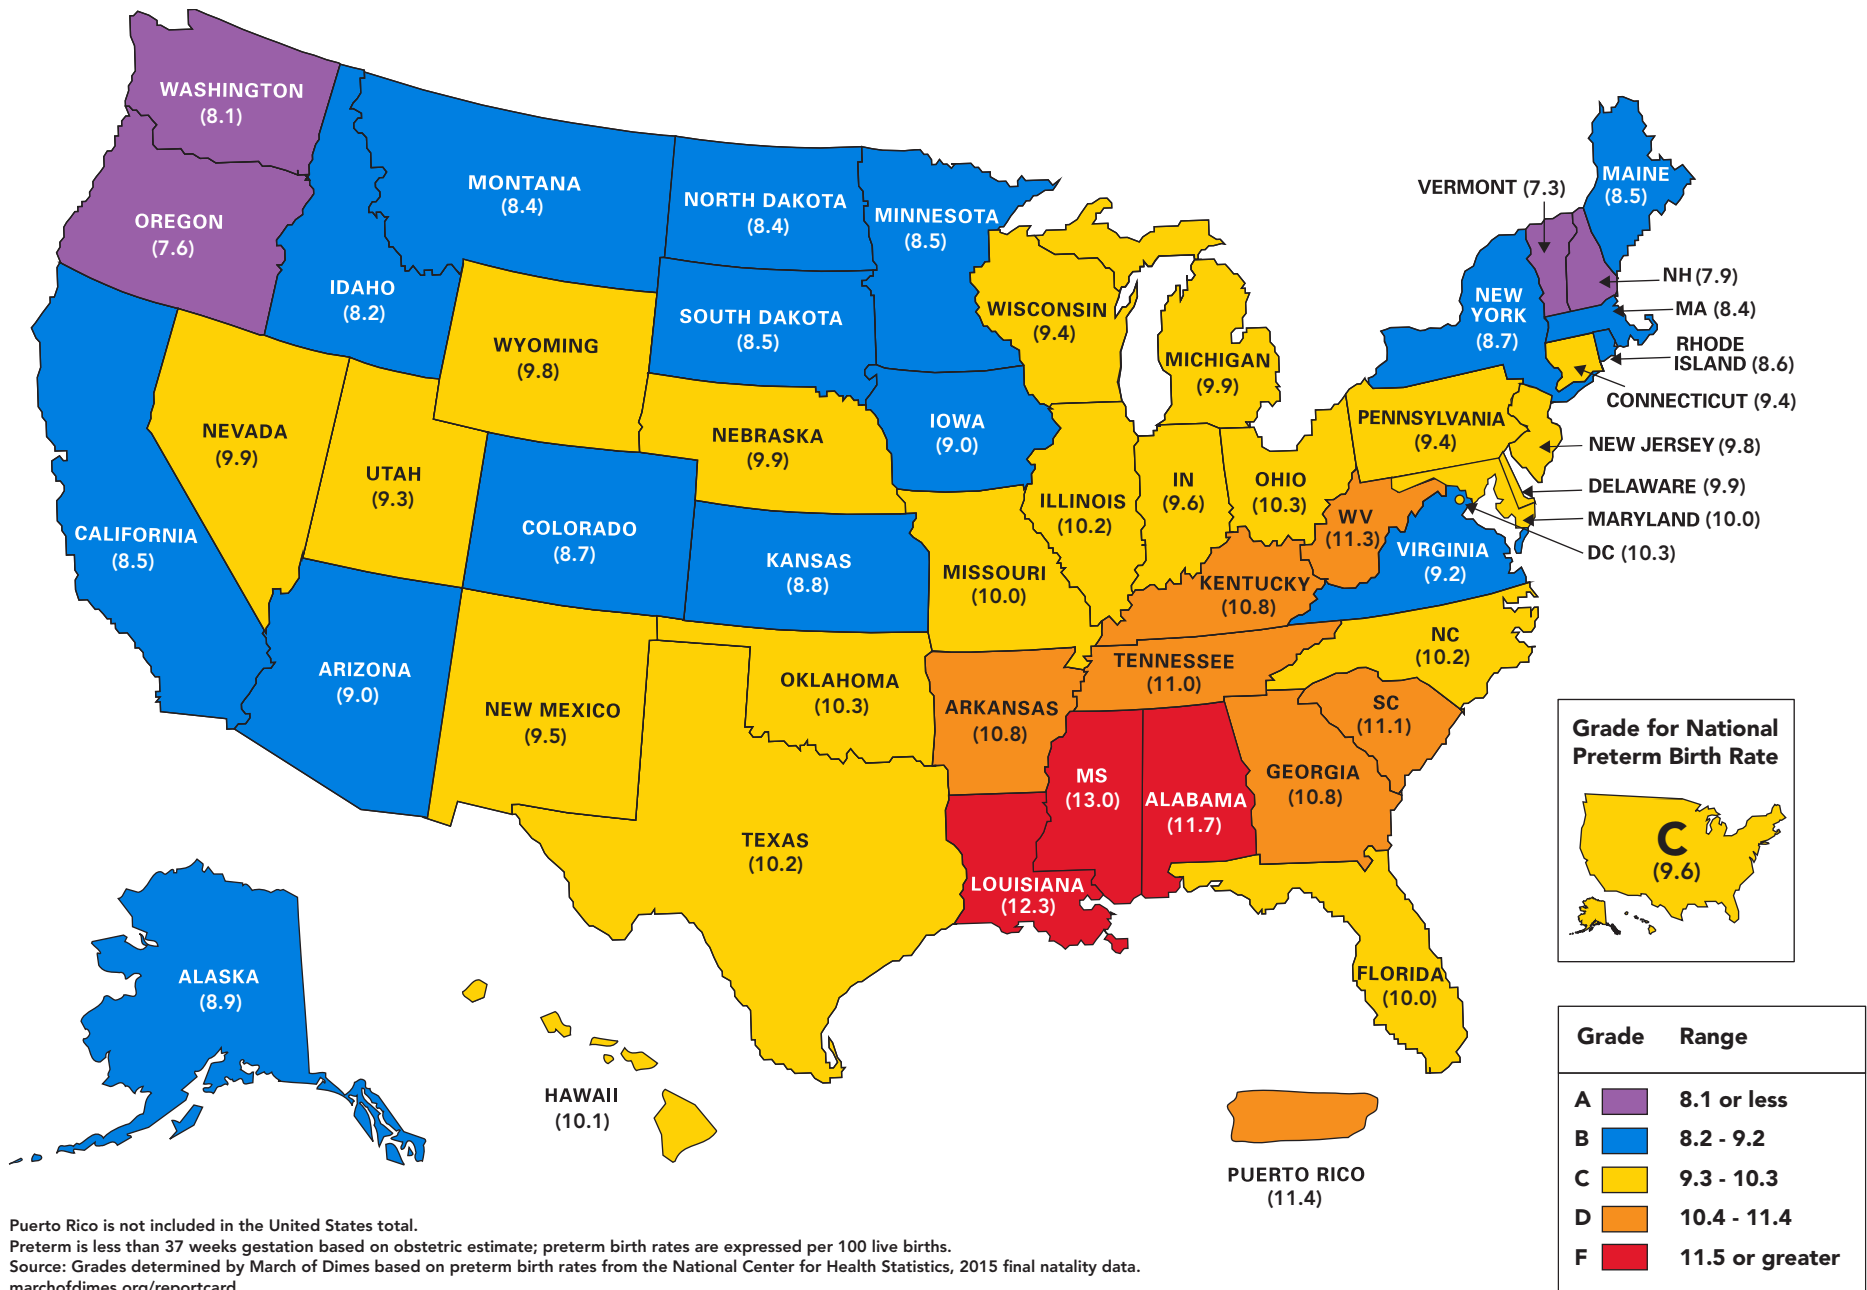 WASHINGTON
(8.1)
OREGON
(7.6)
MONTANA
(8.4)
IDAHO
(8.2)
NORTH DAKOTA
(8.4)
MINNESOTA
(8.5)
SOUTH DAKOTA
(8.5)
WYOMING
(9.8)
WISCONSIN
(9.4)
MICHIGAN
(9.9)
VERMONT (7.3)
MAINE
(8.5)
NH (7.9)
MA (8.4)
NEW
YORK
(8.7)
RHODE
ISLAND (8.6)
CONNECTICUT (9.4)
PENNSYLVANIA
(9.4)
NEW JERSEY (9.8)
DELAWARE (9.9)
MARYLAND (10.0)
DC (10.3)
CALIFORNIA
(8.5)
NEVADA
(9.9)
UTAH
(9.3)
COLORADO
(8.7)
NEBRASKA
(9.9)
IOWA
(9.0)
KANSAS
(8.8)
MISSOURI
(10.0)
ILLINOIS
(10.2)
IN
(9.6)
OHIO
(10.3)
WV
(11.3)
VIRGINIA
(9.2)
KENTUCKY
(10.8)
NC
(10.2)
TENNESSEE
(11.0)
SC
(11.1)
ARIZONA
(9.0)
NEW MEXICO
(9.5)
OKLAHOMA
(10.3)
ARKANSAS
(10.8)
TEXAS
(10.2)
LOUISIANA
(12.3)
MS
(13.0)
ALABAMA
(11.7)
GEORGIA
(10.8)
FLORIDA
(10.0)
ALASKA
(8.9)
HAWAII
(10.1)
PUERTO RICO
(11.4)
Grade for National
Preterm Birth Rate
C
(9.6)
Grade Range
A 8.1 or less
B 8.2 - 9.2
C 9.3 - 10.3
D 10.4 - 11.4
F 11.5 or greater
Puerto Rico is not included in the United States total.
Preterm is less than 37 weeks gestation based on obstetric estimate; preterm birth rates are expressed per 100 live births.
Source: Grades determined by March of Dimes based on preterm birth rates from the National Center for Health Statistics, 2015 final natality data.
marchofdimes.org/reportcard